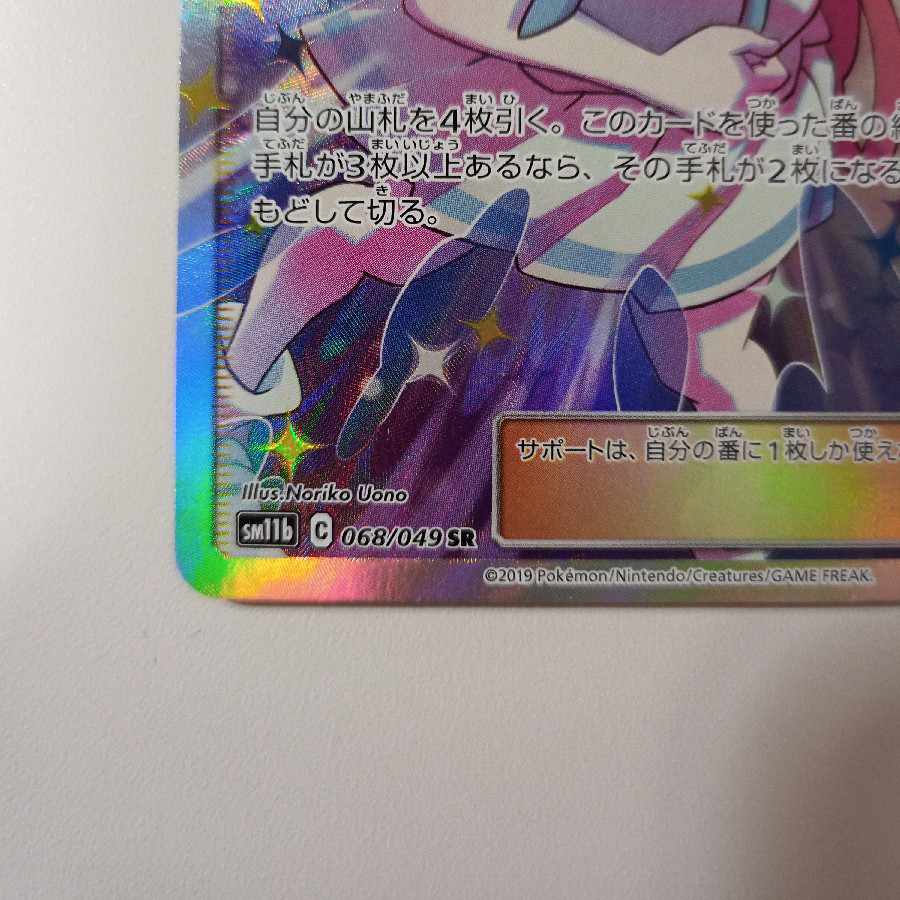 自分の山札を4枚引く。このカードを使った番の
手札が3枚以上あるなら、その手札が2枚になる
もどして切る。
サポートは、自分の番に1枚しか使え
Illus.Noriko Uono
SM11b C 068/049 SR
©2019 Pokémon/Nintendo/Creatures/GAME FREAK.